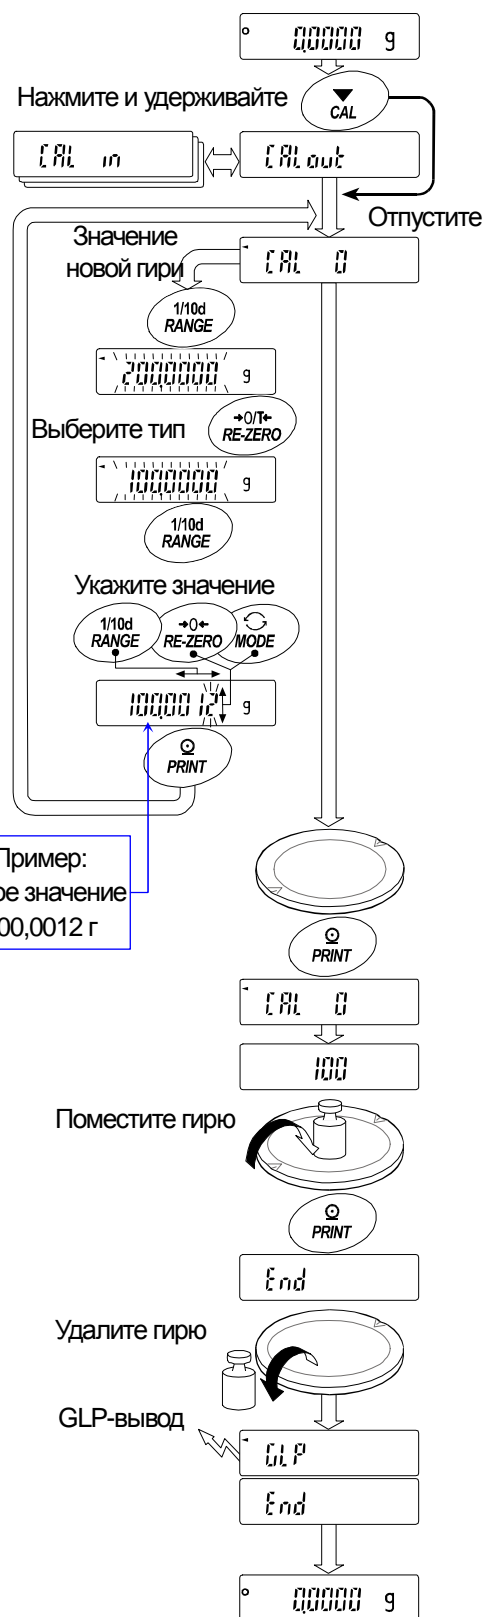 0.0000 g
Нажмите и удерживайте
CAL
CAL in
CAL out
Отпустите
Значение
новой гири
CAL 0
1/10d
RANGE
200.0000 g
Выберите тип
→0/T←
RE-ZERO
100.0000 g
1/10d
RANGE
Укажите значение
1/10d
RANGE
→0←
RE-ZERO
MODE
100.0012 g
PRINT
Пример:
ое значение
00,0012 г
PRINT
CAL 0
100
Поместите гирю
PRINT
End
Удалите гирю
GLP-вывод
GLP
End
0.0000 g